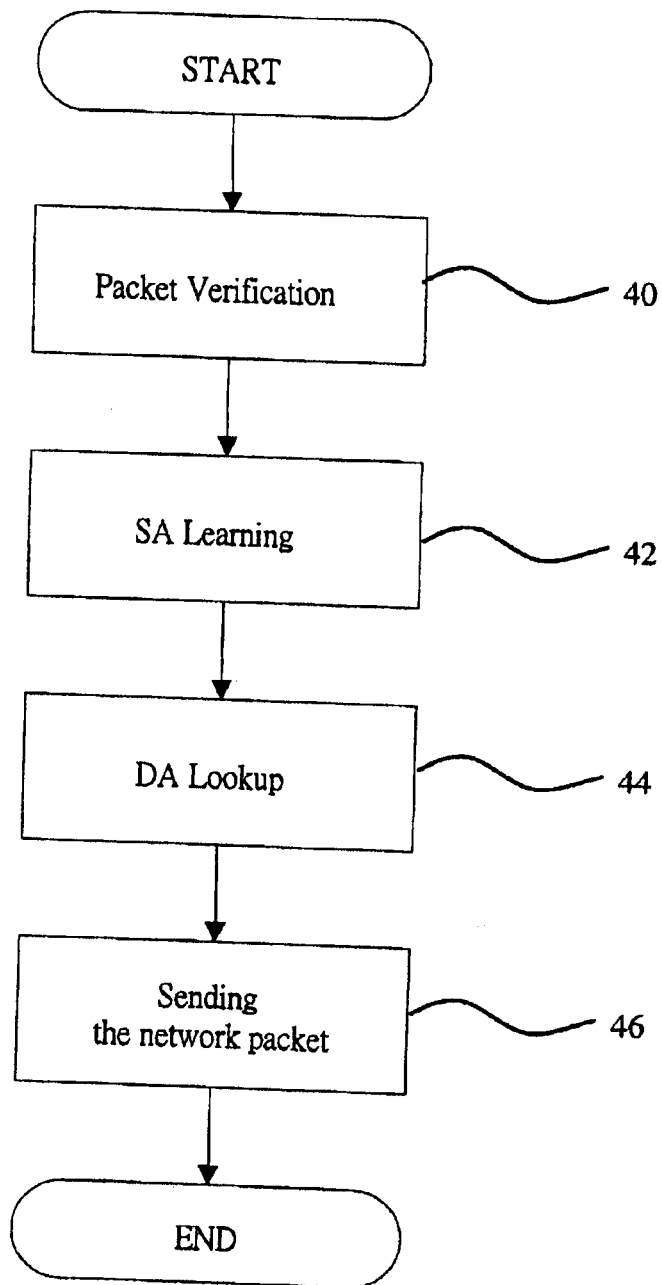 START
Packet Verification
40
SA Learning
42
DA Lookup
44
Sending
the network packet
46
END